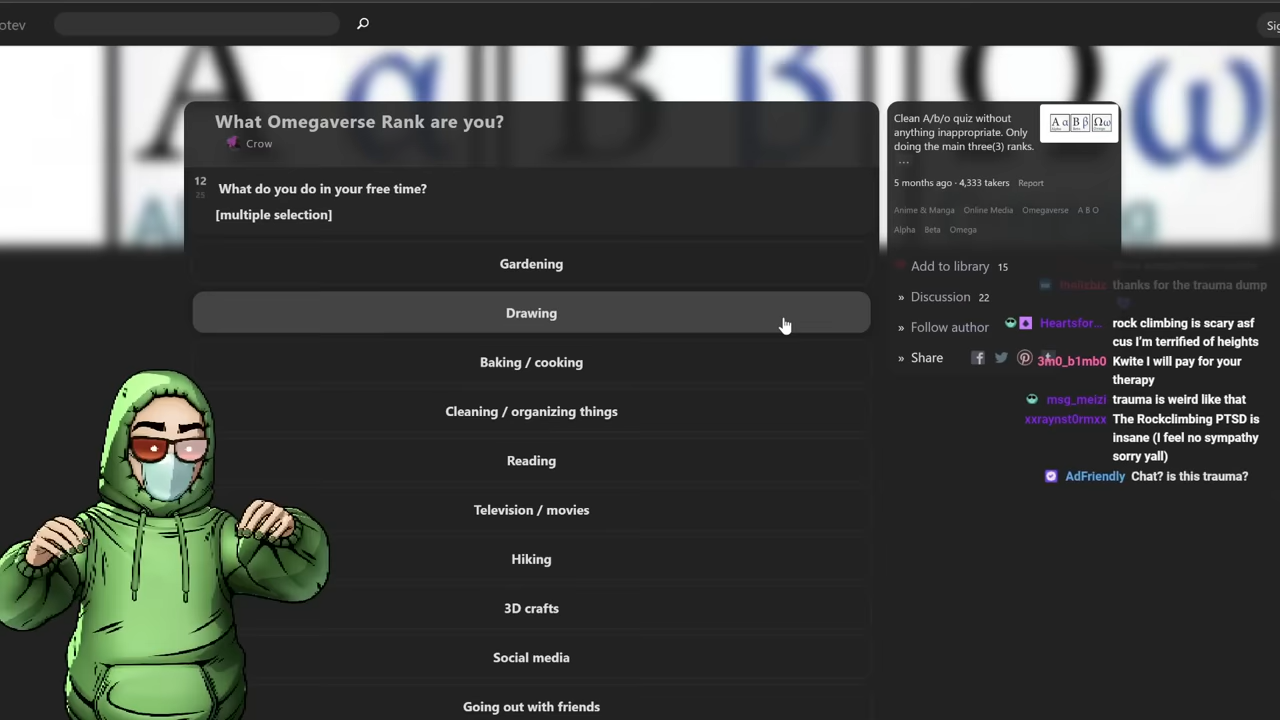 otev
Sig
A α B β Ω ω
What Omegaverse Rank are you?
Crow
12
25
What do you do in your free time?
[multiple selection]
Gardening
Drawing
Baking / cooking
Cleaning / organizing things
Reading
Television / movies
Hiking
3D crafts
Social media
Going out with friends
Clean A/b/o quiz without
anything inappropriate. Only
doing the main three(3) ranks.
...
A α B β Ω ω
5 months ago · 4,333 takers Report
Anime & Manga Online Media Omegaverse A B O
Alpha Beta Omega
Add to library 15
» Discussion 22
» Follow author
» Share
thanks for the trauma dump
Heartsfor... rock climbing is scary asf
cus I'm terrified of heights
3m0_b1mb0 Kwite I will pay for your
therapy
msg_meizi trauma is weird like that
xxraynst0rmxx The Rockclimbing PTSD is
insane (I feel no sympathy
sorry yall)
AdFriendly Chat? is this trauma?